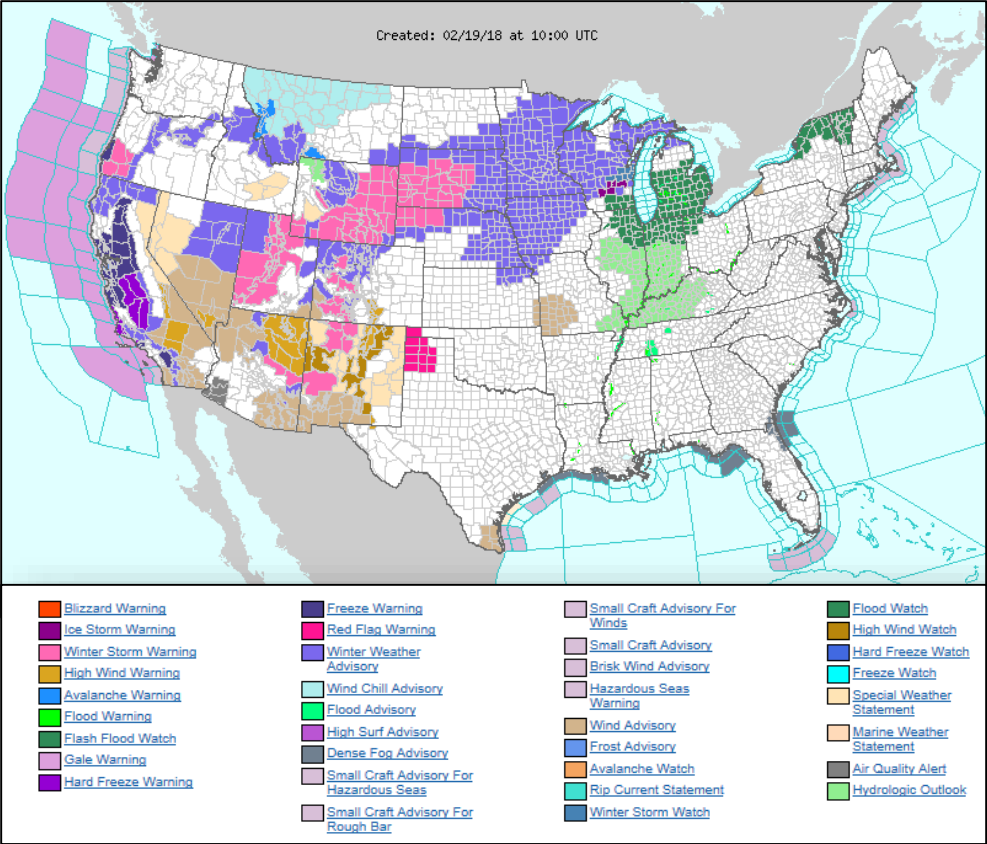 Created: 02/19/18 at 10:00 UTC
Blizzard Warning
Ice Storm Warning
Winter Storm Warning
High Wind Warning
Avalanche Warning
Flood Warning
Flash Flood Watch
Gale Warning
Hard Freeze Warning
Freeze Warning
Red Flag Warning
Winter Weather
Advisory
Wind Chill Advisory
Flood Advisory
High Surf Advisory
Dense Fog Advisory
Small Craft Advisory For
Hazardous Seas
Small Craft Advisory For
Rough Bar
Small Craft Advisory For
Winds
Small Craft Advisory
Brisk Wind Advisory
Hazardous Seas
Warning
Wind Advisory
Frost Advisory
Avalanche Watch
Rip Current Statement
Winter Storm Watch
Flood Watch
High Wind Watch
Hard Freeze Watch
Freeze Watch
Special Weather
Statement
Marine Weather
Statement
Air Quality Alert
Hydrologic Outlook